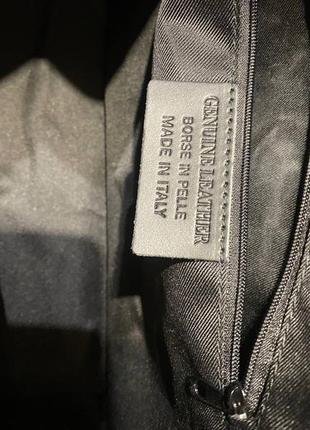 GENUINE LEATHER
BORSE IN PELLE
MADE IN ITALY